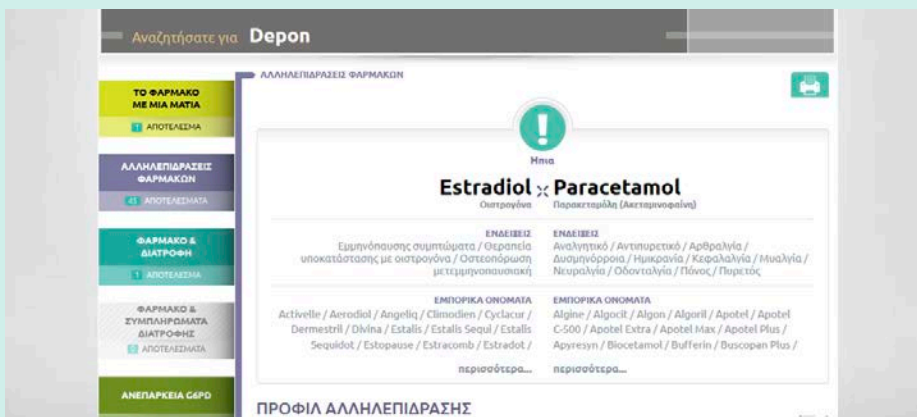 Αναζητήσατε για Depon
ΤΟ ΦΑΡΜΑΚΟ
ΜΕ ΜΙΑ ΜΑΤΙΑ
1 ΑΠΟΤΕΛΕΣΜΑ
ΑΛΛΗΛΕΠΙΔΡΑΣΕΙΣ
ΦΑΡΜΑΚΩΝ
45 ΑΠΟΤΕΛΕΣΜΑΤΑ
ΦΑΡΜΑΚΟ &
ΔΙΑΤΡΟΦΗ
1 ΑΠΟΤΕΛΕΣΜΑ
ΦΑΡΜΑΚΟ &
ΣΥΜΠΛΗΡΩΜΑΤΑ
ΔΙΑΤΡΟΦΗΣ
ΑΠΟΤΕΛΕΣΜΑΤΑ
ΑΝΕΠΑΡΚΕΙΑ G6PD
ΑΛΛΗΛΕΠΙΔΡΑΣΕΙΣ ΦΑΡΜΑΚΩΝ
Ηπια
Estradiol Paracetamol
Οιστρογόνα Παρακεταμόλη (Ακεταμινοφαίνη)
ΕΝΔΕΙΞΕΙΣ
Εμμηνόπαυσης συμπτώματα / Θεραπεία
υποκατάστασης με οιστρογόνα / Οστεοπόρωση
μετεμμηνοπαυσιακή
ΕΝΔΕΙΞΕΙΣ
Αναλγητικό / Αντιπυρετικό / Αρθραλγία /
Δυσμηνόρροια / Ημικρανία / Κεφαλαλγία / Μυαλγία /
Νευραλγία / Οδονταλγία / Πόνος / Πυρετός
ΕΜΠΟΡΙΚΑ ΟΝΟΜΑΤΑ
Activelle / Aerodiol / Angeliq / Climodien / Cyclacur /
Dermestril / Divina / Estalis / Estalis Sequi / Estalis
Sequidot / Estopause / Estracomb / Estradot /
περισσότερα...
ΕΜΠΟΡΙΚΑ ΟΝΟΜΑΤΑ
Algine / Algocit / Algon / Algoril / Apotel / Apotel
C-500 / Apotel Extra / Apotel Max / Apotel Plus /
Apyresyn / Biocetamol / Bufferin / Buscopan Plus /
περισσότερα...
ΠΡΟΦΙΛ ΑΛΛΗΛΕΠΙΔΡΑΣΗΣ